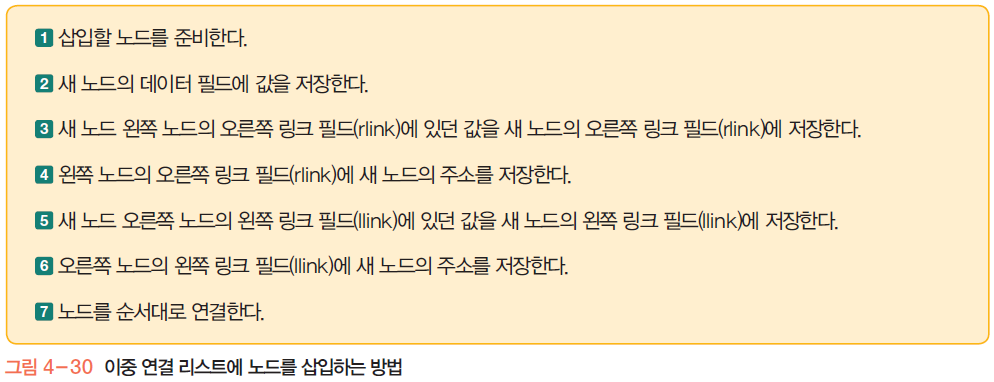 1 삽입할 노드를 준비한다.
2 새 노드의 데이터 필드에 값을 저장한다.
3 새 노드 왼쪽 노드의 오른쪽 링크 필드(rlink)에 있던 값을 새 노드의 오른쪽 링크 필드(rlink)에 저장한다.
4 왼쪽 노드의 오른쪽 링크 필드(rlink)에 새 노드의 주소를 저장한다.
5 새 노드 오른쪽 노드의 왼쪽 링크 필드(llink)에 있던 값을 새 노드의 왼쪽 링크 필드(llink)에 저장한다.
6 오른쪽 노드의 왼쪽 링크 필드(llink)에 새 노드의 주소를 저장한다.
7 노드를 순서대로 연결한다.
그림 4-30 이중 연결 리스트에 노드를 삽입하는 방법